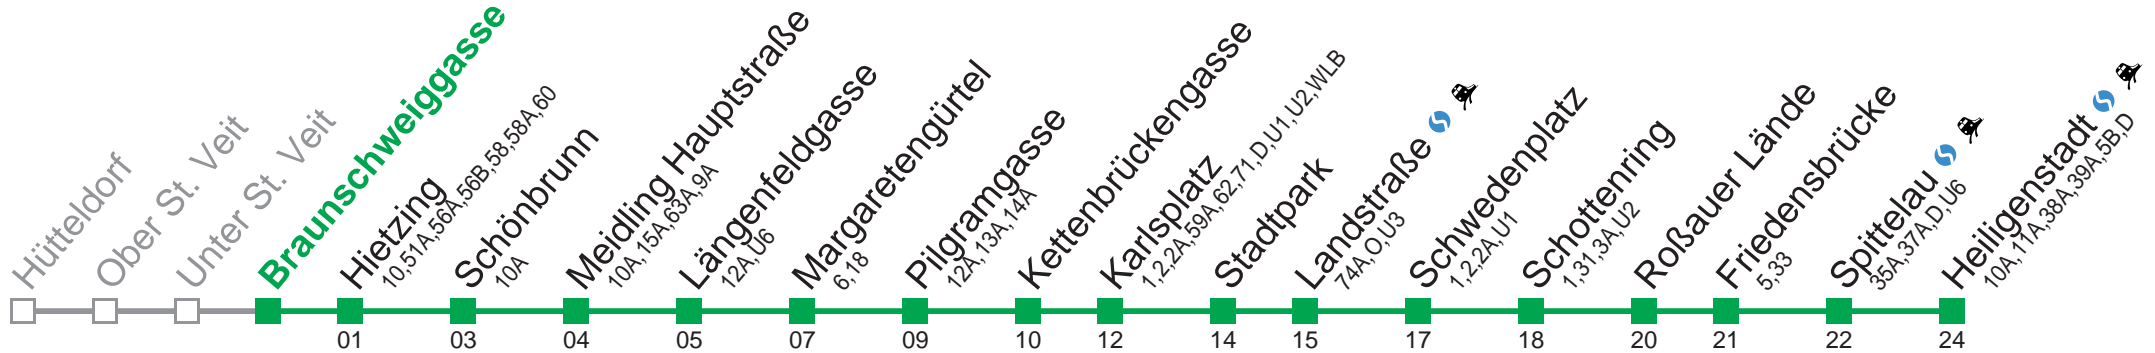 Hütteldorf
Ober St. Veit
Unter St. Veit
Braunschweiggasse
Hietzing
10,51A,56A,56B,58,58A,60
01
Schönbrunn
10A
03
Meidling Hauptstraße
10A,15A,63A,9A
04
Längenfeldgasse
12A,U6
05
Margaretengürtel
6,18
07
Pilgramgasse
12A,13A,14A
09
Kettenbrückengasse
10
Karlsplatz
1,2,2A,59A,62,71,D,U1,U2,WLB
12
Stadtpark
14
Landstraße
74A,O,U3
15
Schwedenplatz
1,2,2A,U1
17
Schottenring
1,31,3A,U2
18
Roßauer Lände
20
Friedensbrücke
5,33
21
Spittelau
35A,37A,D,U6
22
Heiligenstadt
10A,11A,38A,39A,5B,D
24